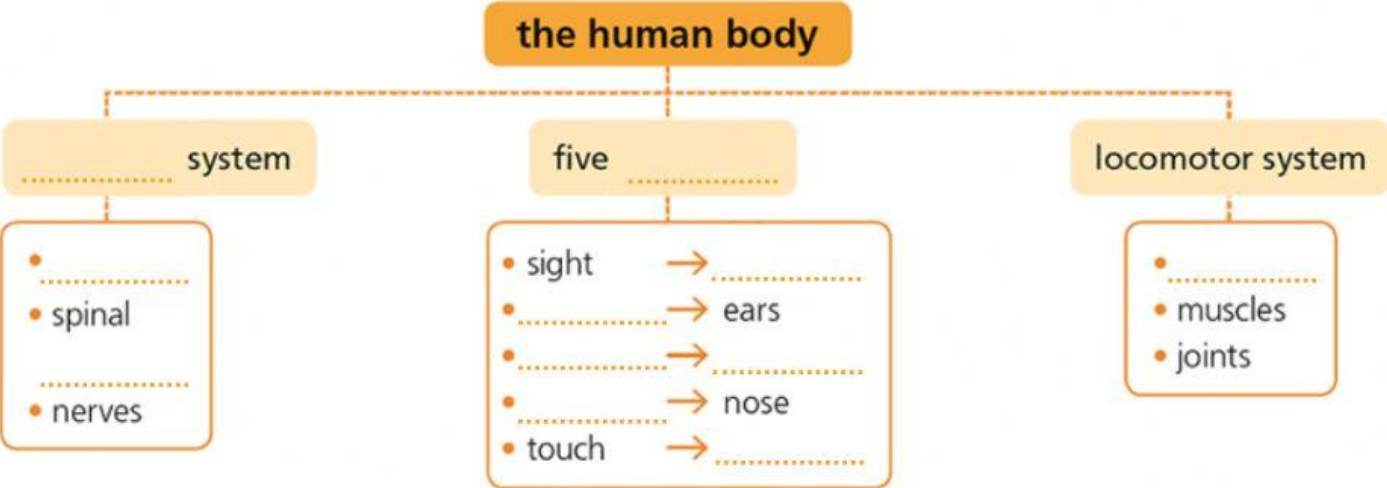 the human body
system
five
locomotor system
• 
• spinal
• nerves
• sight →
• → ears
• →
• → nose
• touch →
•
• muscles
• joints